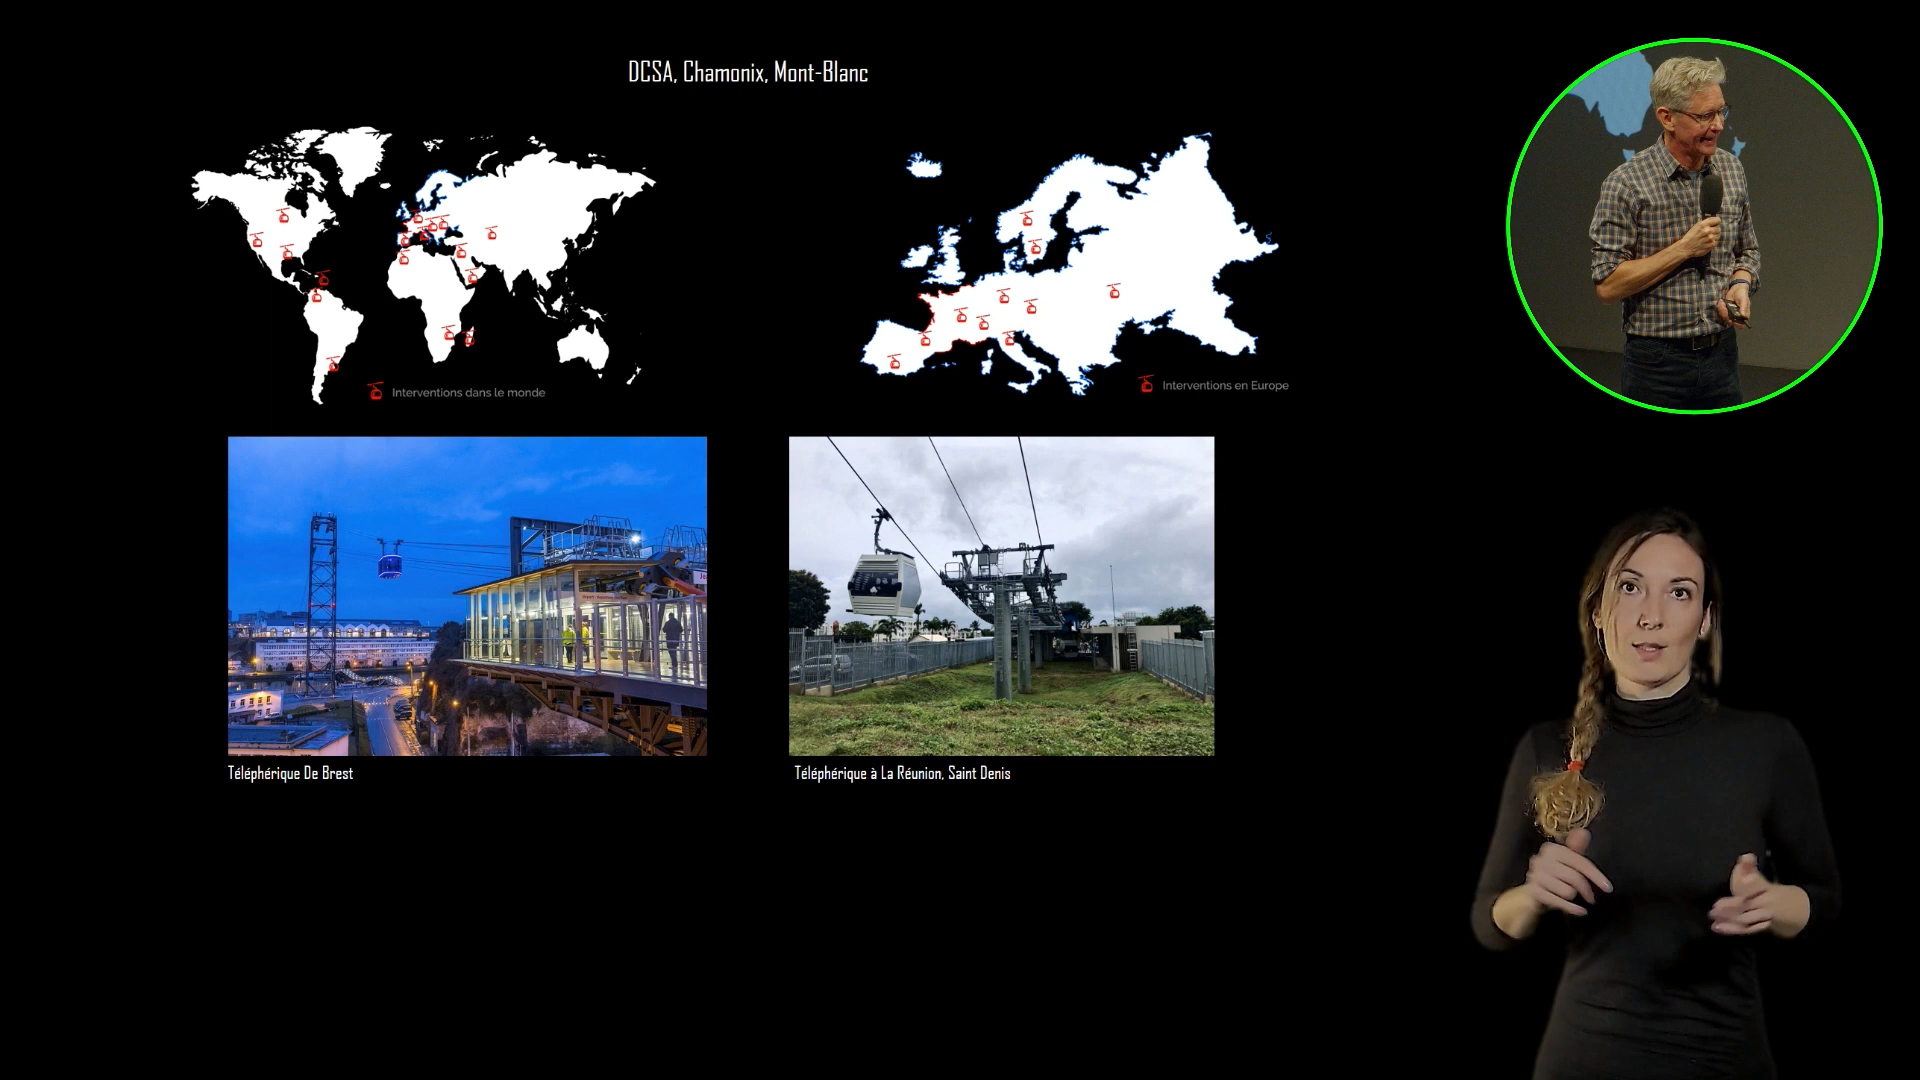 DCSA, Chamonix, Mont-Blanc
Interventions dans le monde
Interventions en Europe
Téléphérique De Brest
Téléphérique à La Réunion, Saint Denis